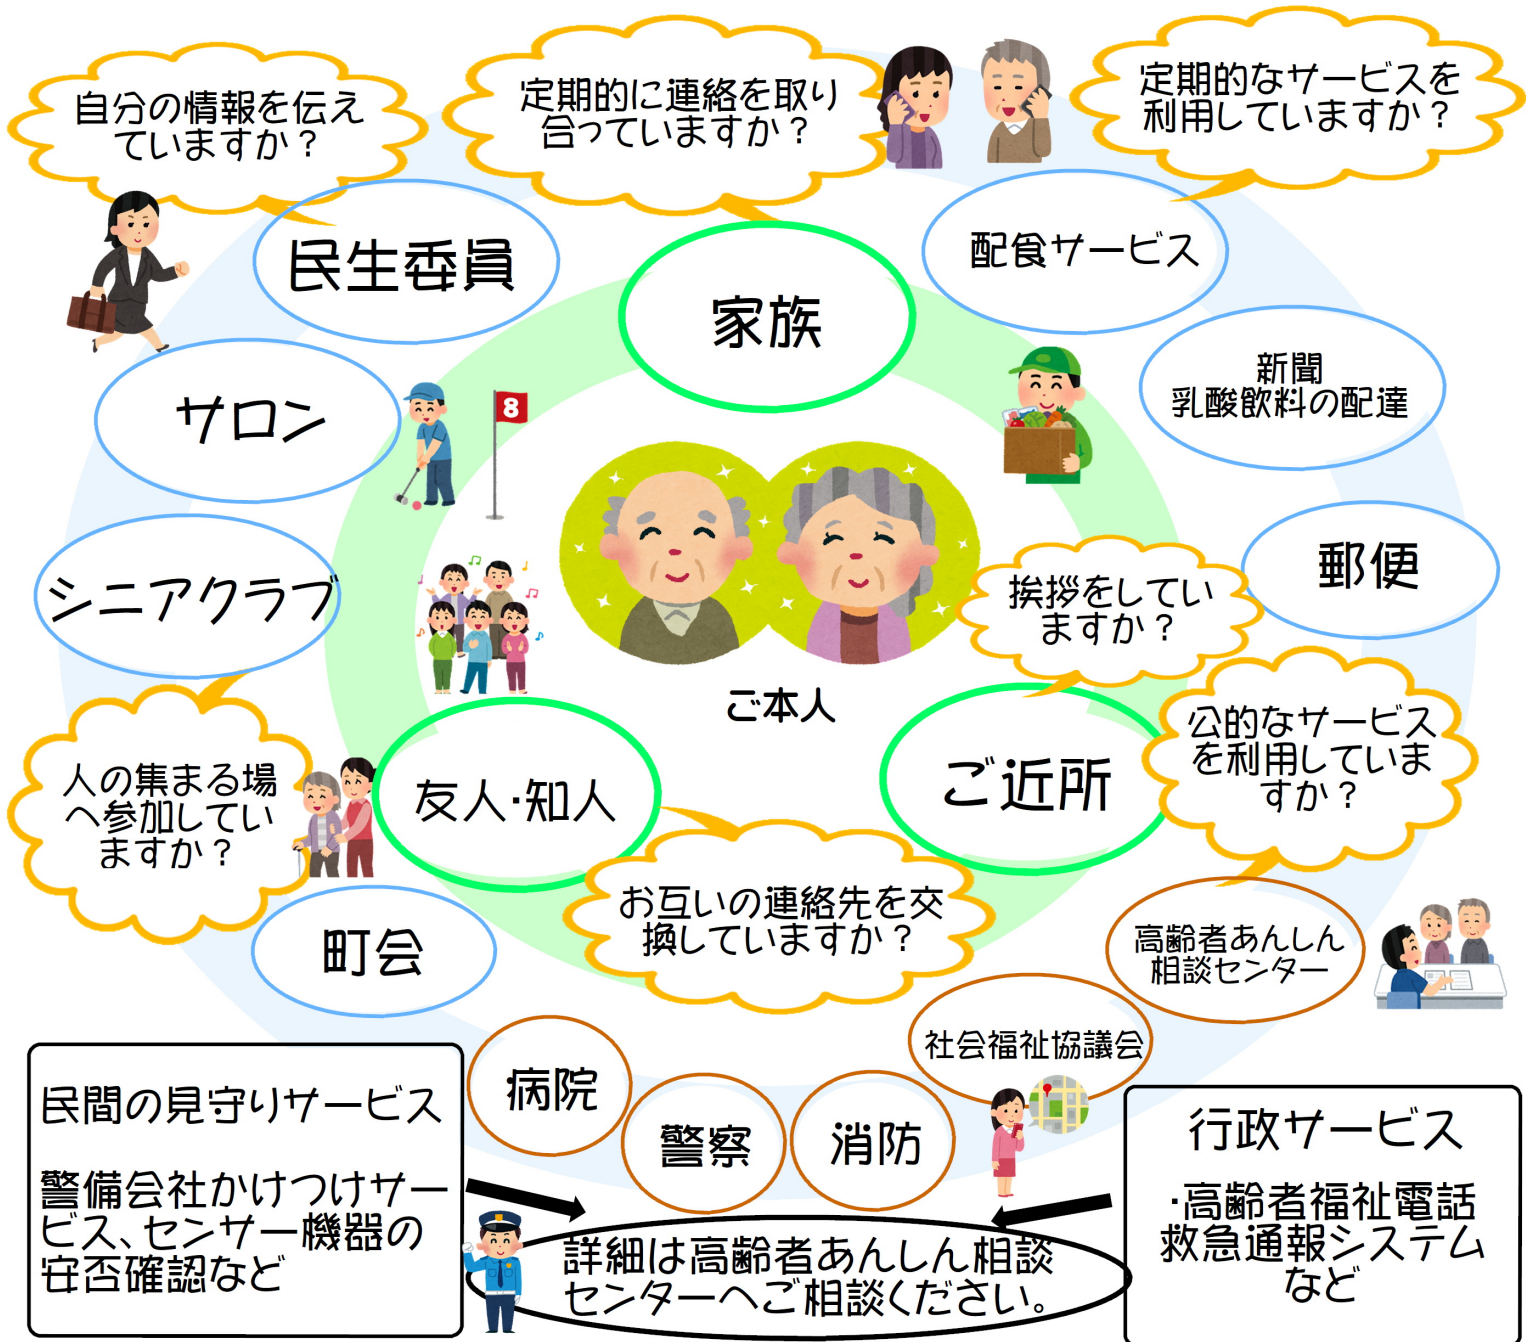 自分の情報を伝え
ていますか？
定期的に連絡を取り
合っていますか？
定期的なサービスを
利用していますか？
民生委員
家族
配食サービス
サロン
8
新聞
乳酸飲料の配達
シニアクラブ
郵便
挨拶をしてい
ますか？
ご本人
人の集まる場
へ参加してい
ますか？
友人・知人
ご近所
公的なサービス
を利用していま
すか？
お互いの連絡先を交
換していますか？
町会
高齢者あんしん
相談センター
社会福祉協議会
病院
警察
消防
民間の見守りサービス
警備会社かけつけサー
ビス、センサー機器の
安否確認など
行政サービス
・高齢者福祉電話
救急通報システム
など
詳細は高齢者あんしん相談
センターへご相談ください。